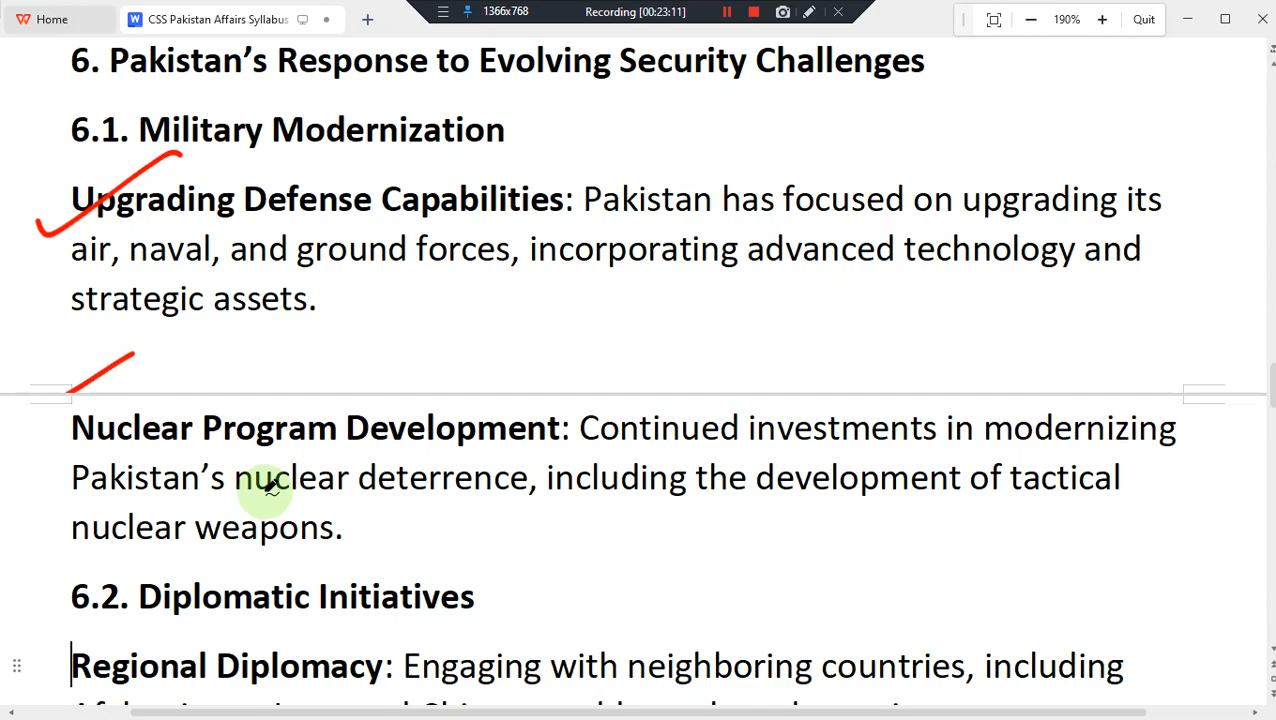 Home
CSS Pakistan Affairs Syllabus
1366x768
Recording [00:23:11]
190%
Quit
6. Pakistan’s Response to Evolving Security Challenges
6.1. Military Modernization
Upgrading Defense Capabilities: Pakistan has focused on upgrading its
air, naval, and ground forces, incorporating advanced technology and
strategic assets.
Nuclear Program Development: Continued investments in modernizing
Pakistan’s nuclear deterrence, including the development of tactical
nuclear weapons.
6.2. Diplomatic Initiatives
Regional Diplomacy: Engaging with neighboring countries, including